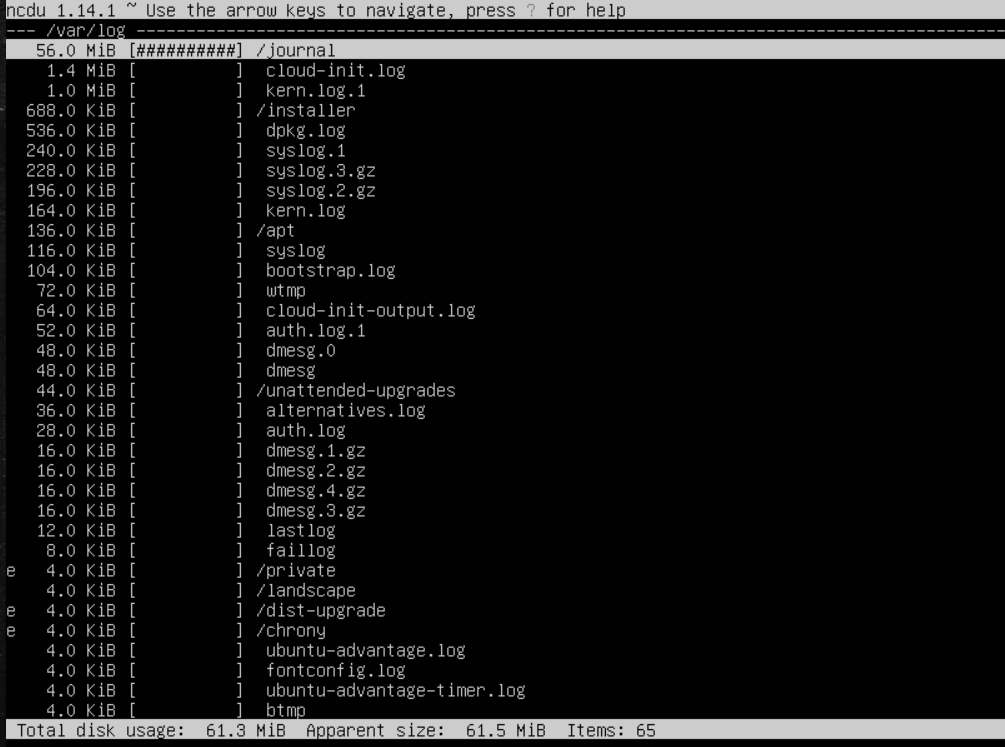 ncdu 1.14.1 ~ Use the arrow keys to navigate, press ? for help
--- /var/log ----------------------------------------------------------------------------------------
   56.0 MiB [##########] /journal
    1.4 MiB [          ]  cloud-init.log
    1.0 MiB [          ]  kern.log.1
  688.0 KiB [          ] /installer
  536.0 KiB [          ]  dpkg.log
  240.0 KiB [          ]  syslog.1
  228.0 KiB [          ]  syslog.3.gz
  196.0 KiB [          ]  syslog.2.gz
  164.0 KiB [          ]  kern.log
  136.0 KiB [          ] /apt
  116.0 KiB [          ]  syslog
  104.0 KiB [          ]  bootstrap.log
   72.0 KiB [          ]  wtmp
   64.0 KiB [          ]  cloud-init-output.log
   52.0 KiB [          ]  auth.log.1
   48.0 KiB [          ]  dmesg.0
   48.0 KiB [          ]  dmesg
   44.0 KiB [          ] /unattended-upgrades
   36.0 KiB [          ]  alternatives.log
   28.0 KiB [          ]  auth.log
   16.0 KiB [          ]  dmesg.1.gz
   16.0 KiB [          ]  dmesg.2.gz
   16.0 KiB [          ]  dmesg.4.gz
   16.0 KiB [          ]  dmesg.3.gz
   12.0 KiB [          ]  lastlog
    8.0 KiB [          ]  faillog
e   4.0 KiB [          ] /private
    4.0 KiB [          ] /landscape
e   4.0 KiB [          ] /dist-upgrade
e   4.0 KiB [          ] /chrony
    4.0 KiB [          ]  ubuntu-advantage.log
    4.0 KiB [          ]  fontconfig.log
    4.0 KiB [          ]  ubuntu-advantage-timer.log
    4.0 KiB [          ]  btmp
 Total disk usage:  61.3 MiB  Apparent size:  61.5 MiB  Items: 65